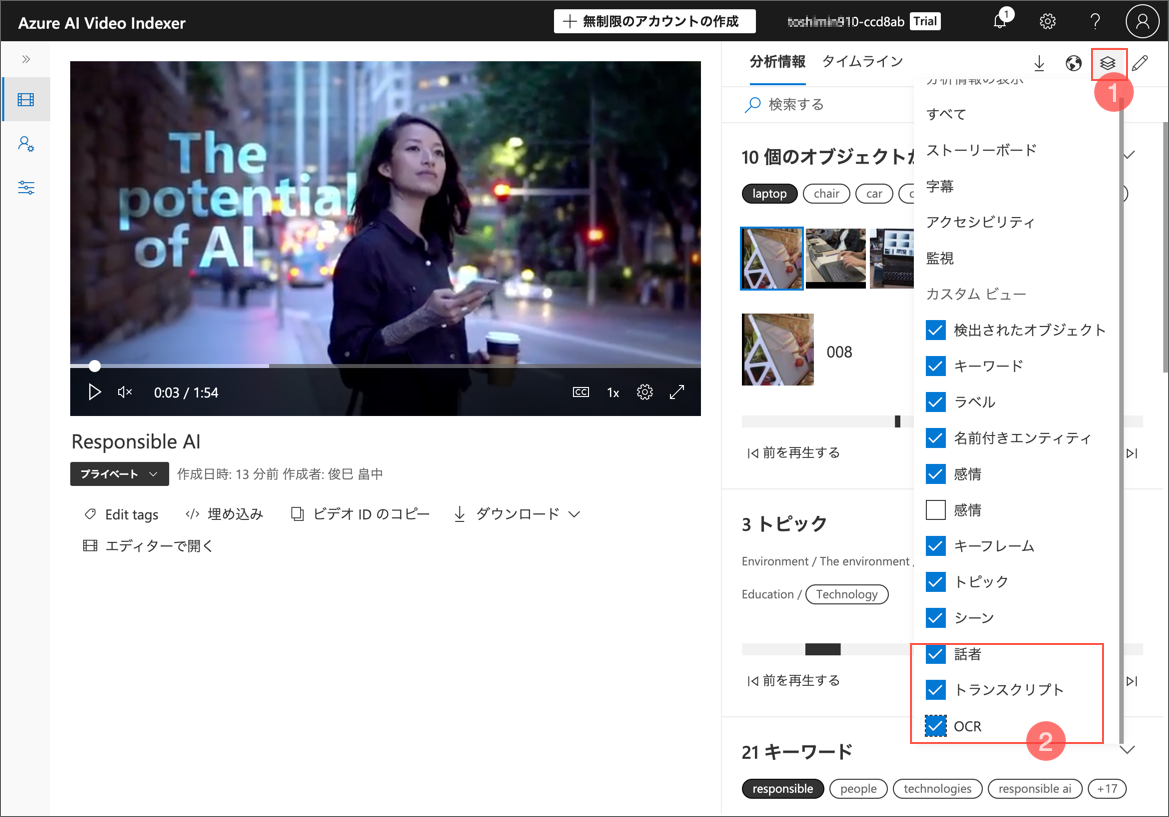 Azure AI Video Indexer
無制限のアカウントの作成
toshimin910-ccd8ab
Trial
1
分析情報
タイムライン
1
検索する
The
potential
of AI
0:03 / 1:54
CC
1x
Responsible AI
プライベート
作成日時: 13 分前 作成者: 俊巳 畠中
Edit tags
埋め込み
ビデオ ID のコピー
ダウンロード
エディターで開く
10 個のオブジェクトが
laptop
chair
car
008
前を再生する
3 トピック
Environment / The environment
Education /
Technology
前を再生する
21 キーワード
responsible
people
technologies
responsible ai
+17
分析情報の表示
すべて
ストーリーボード
字幕
アクセシビリティ
監視
カスタム ビュー
検出されたオブジェクト
キーワード
ラベル
名前付きエンティティ
感情
感情
キーフレーム
トピック
シーン
話者
トランスクリプト
OCR
2